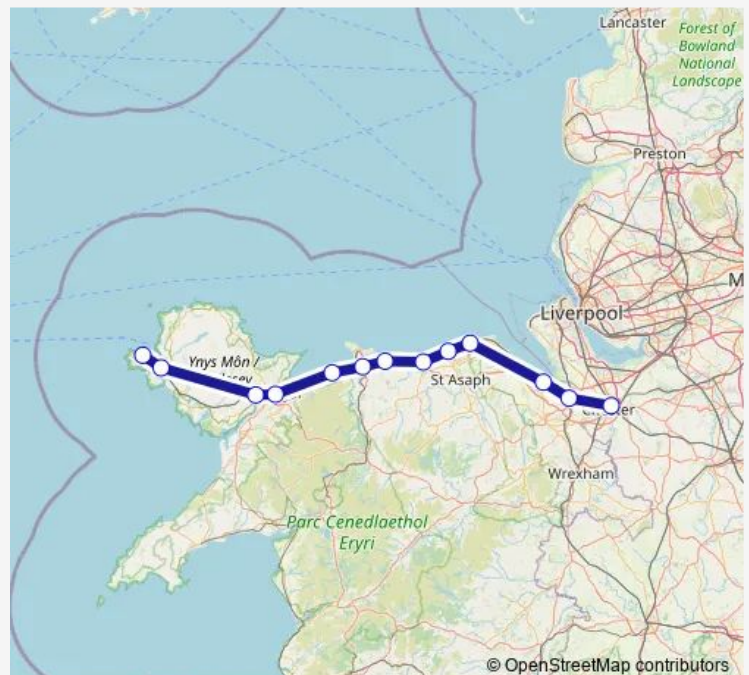 Lancaster
Forest of
Bowland
National
Landscape
Preston
M
Liverpool
Ynys Môn /
St Asaph
Wrexham
Parc Cenedlaethol
Eryri
© OpenStreetMap contributors